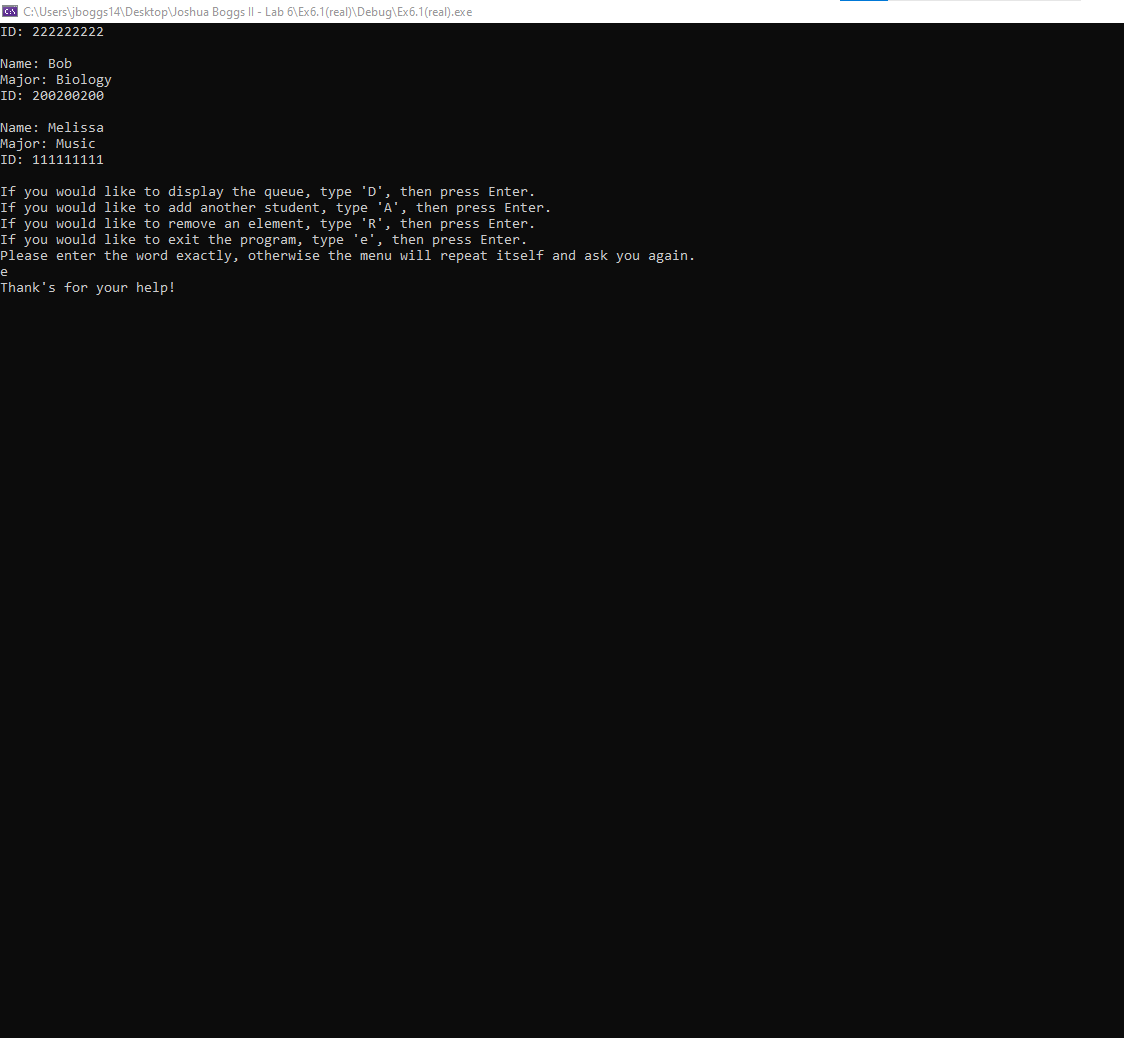 C:\Users\jboggs14\Desktop\Joshua Boggs II - Lab 6\Ex6.1(real)\Debug\Ex6.1(real).exe
ID: 222222222
Name: Bob
Major: Biology
ID: 200200200
Name: Melissa
Major: Music
ID: 111111111
If you would like to display the queue, type 'D', then press Enter.
If you would like to add another student, type 'A', then press Enter.
If you would like to remove an element, type 'R', then press Enter.
If you would like to exit the program, type 'e', then press Enter.
Please enter the word exactly, otherwise the menu will repeat itself and ask you again.
e
Thank's for your help!